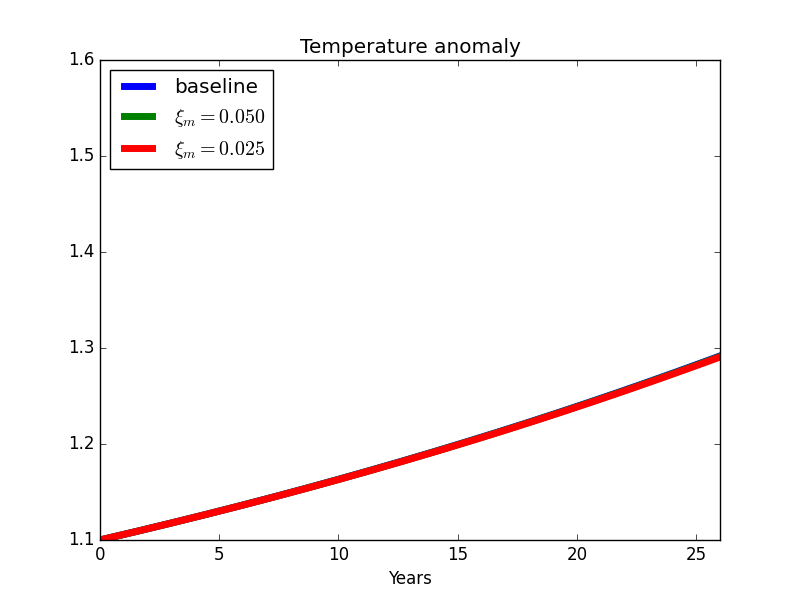 Temperature anomaly
1.6
1.5
1.4
1.3
1.2
1.1
baseline
ξₘ = 0.050
ξₘ = 0.025
0 5 10 15 20 25
Years